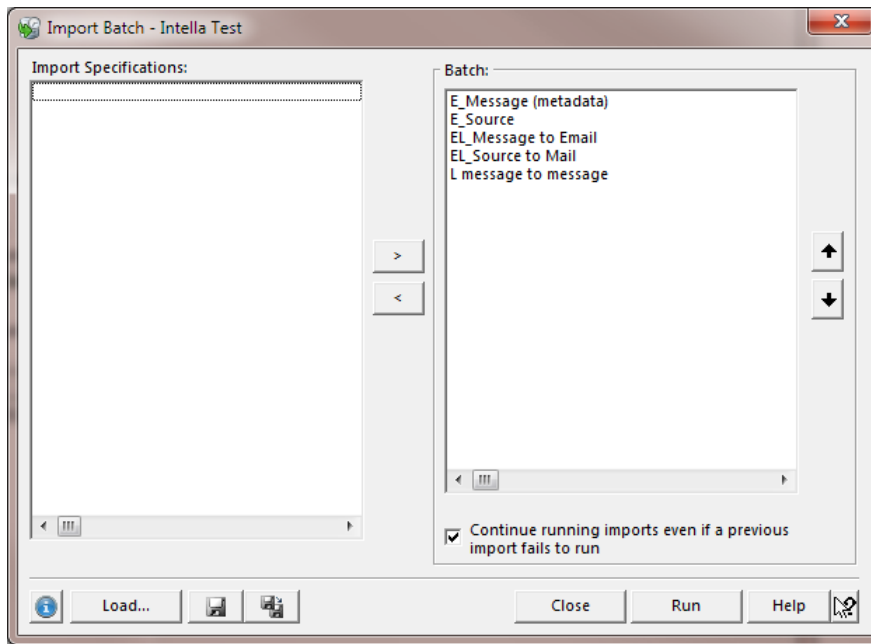 Import Batch - Intella Test
Import Specifications:
Batch:
E_Message (metadata)
E_Source
EL_Message to Email
EL_Source to Mail
L message to message
>
<
Continue running imports even if a previous
import fails to run
Load...
Close
Run
Help